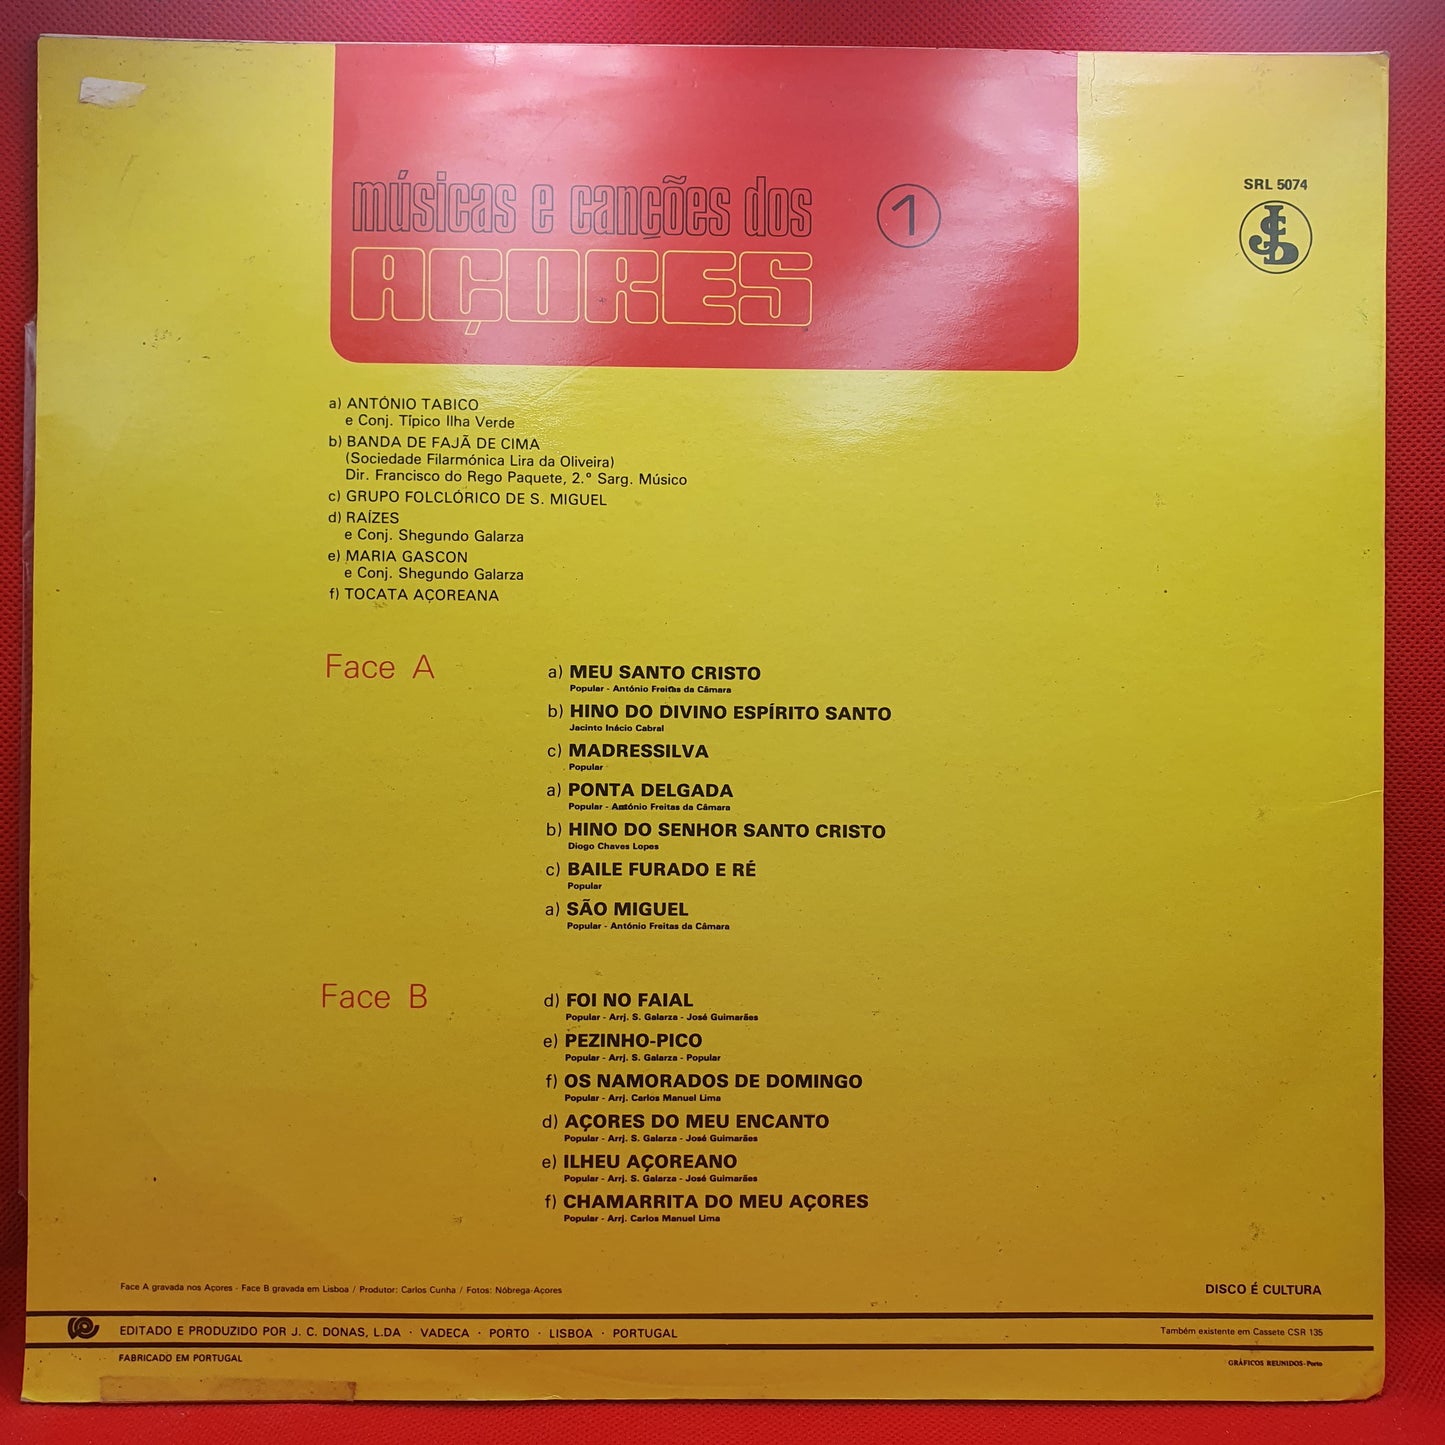 músicas e canções dos
AÇORES
1
SRL 5074
JCD
a) ANTÓNIO TABICO
e Conj. Típico Ilha Verde
b) BANDA DE FAJÃ DE CIMA
(Sociedade Filarmónica Lira da Oliveira)
Dir. Francisco do Rego Paquete, 2.º Sarg. Músico
c) GRUPO FOLCLÓRICO DE S. MIGUEL
d) RAÍZES
e Conj. Shegundo Galarza
e) MARIA GASCON
e Conj. Shegundo Galarza
f) TOCATA AÇOREANA
Face A
a) MEU SANTO CRISTO
Popular - António Freitas da Câmara
b) HINO DO DIVINO ESPÍRITO SANTO
Jacinto Inácio Cabral
c) MADRESSILVA
Popular
a) PONTA DELGADA
Popular - António Freitas da Câmara
b) HINO DO SENHOR SANTO CRISTO
Diogo Chaves Lopes
c) BAILE FURADO E RÉ
Popular
a) SÃO MIGUEL
Popular - António Freitas da Câmara
Face B
d) FOI NO FAIAL
Popular - Arrj. S. Galarza - José Guimarães
e) PEZINHO-PICO
Popular - Arrj. S. Galarza - Popular
f) OS NAMORADOS DE DOMINGO
Popular - Arrj. Carlos Manuel Lima
d) AÇORES DO MEU ENCANTO
Popular - Arrj. S. Galarza - José Guimarães
e) ILHEU AÇOREANO
Popular - Arrj. S. Galarza - José Guimarães
f) CHAMARRITA DO MEU AÇORES
Popular - Arrj. Carlos Manuel Lima
Face A gravada nos Açores - Face B gravada em Lisboa / Produtor: Carlos Cunha / Fotos: Nóbrega-Açores
DISCO É CULTURA
EDITADO E PRODUZIDO POR J. C. DONAS, L.DA · VADECA · PORTO · LISBOA · PORTUGAL
Também existente em Cassete CSR 135
FABRICADO EM PORTUGAL
GRÁFICOS REUNIDOS-Porto